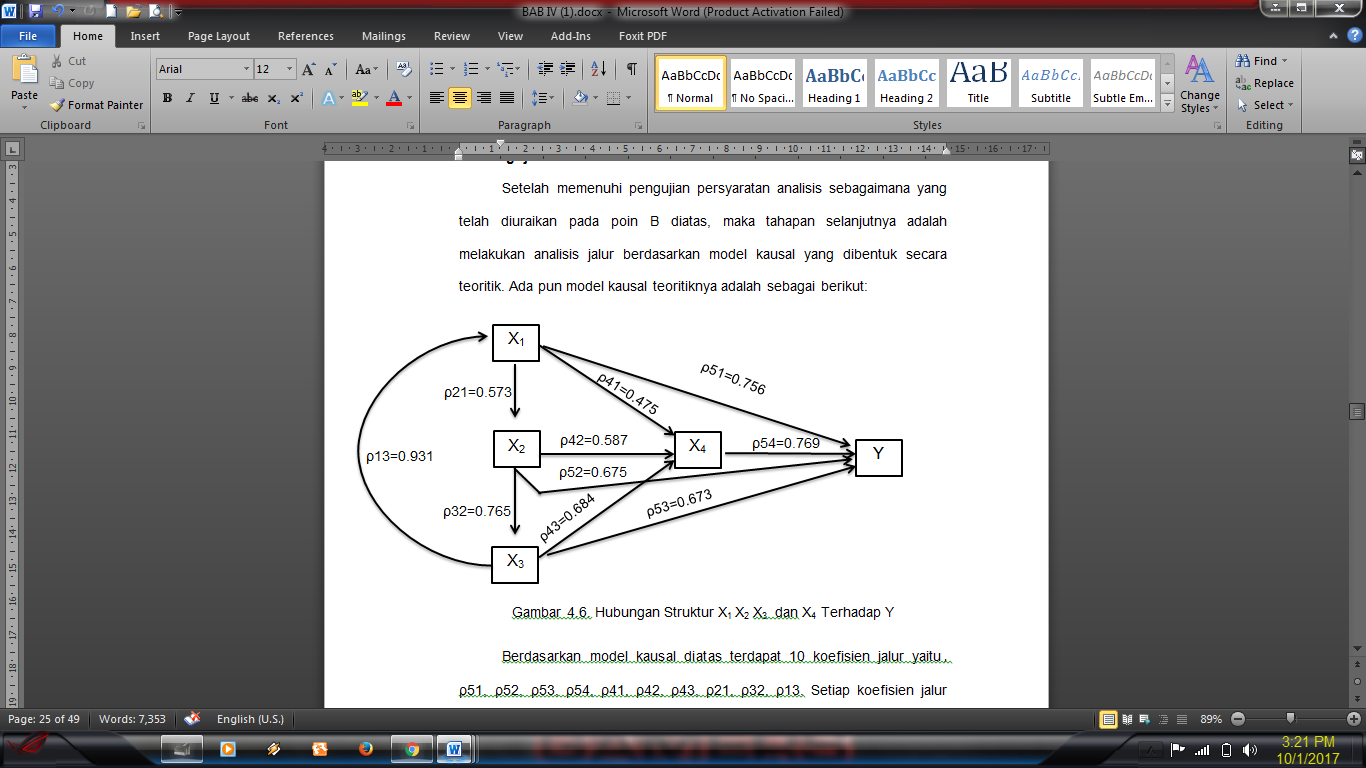 BAB IV (1).docx - Microsoft Word (Product Activation Failed)
File Home Insert Page Layout References Mailings Review View Add-Ins Foxit PDF
Paste
Cut
Copy
Format Painter
Clipboard
Arial 12
Font
Paragraph
AaBbCcDc AaBbCcDc AaBbCc AaBbCc AaB AaBbCc. AaBbCcDc
¶ Normal ¶ No Spaci... Heading 1 Heading 2 Title Subtitle Subtle Em...
Styles
Change
Styles
Find
Replace
Select
Editing
Setelah memenuhi pengujian persyaratan analisis sebagaimana yang
telah diuraikan pada poin B diatas, maka tahapan selanjutnya adalah
melakukan analisis jalur berdasarkan model kausal yang dibentuk secara
teoritik. Ada pun model kausal teoritiknya adalah sebagai berikut:
X1
ρ51=0.756
ρ21=0.573
ρ41=0.475
X2
ρ42=0.587
X4
ρ54=0.769
Y
ρ13=0.931
ρ52=0.675
ρ32=0.765
ρ43=0.684
ρ53=0.673
X3
Gambar 4.6. Hubungan Struktur X1 X2 X3 dan X4 Terhadap Y
Berdasarkan model kausal diatas terdapat 10 koefisien jalur yaitu,
ρ51, ρ52, ρ53, ρ54, ρ41, ρ42, ρ43, ρ21, ρ32, ρ13. Setiap koefisien jalur
Page: 25 of 49 Words: 7,353 English (U.S.) 89%
3:21 PM
10/1/2017